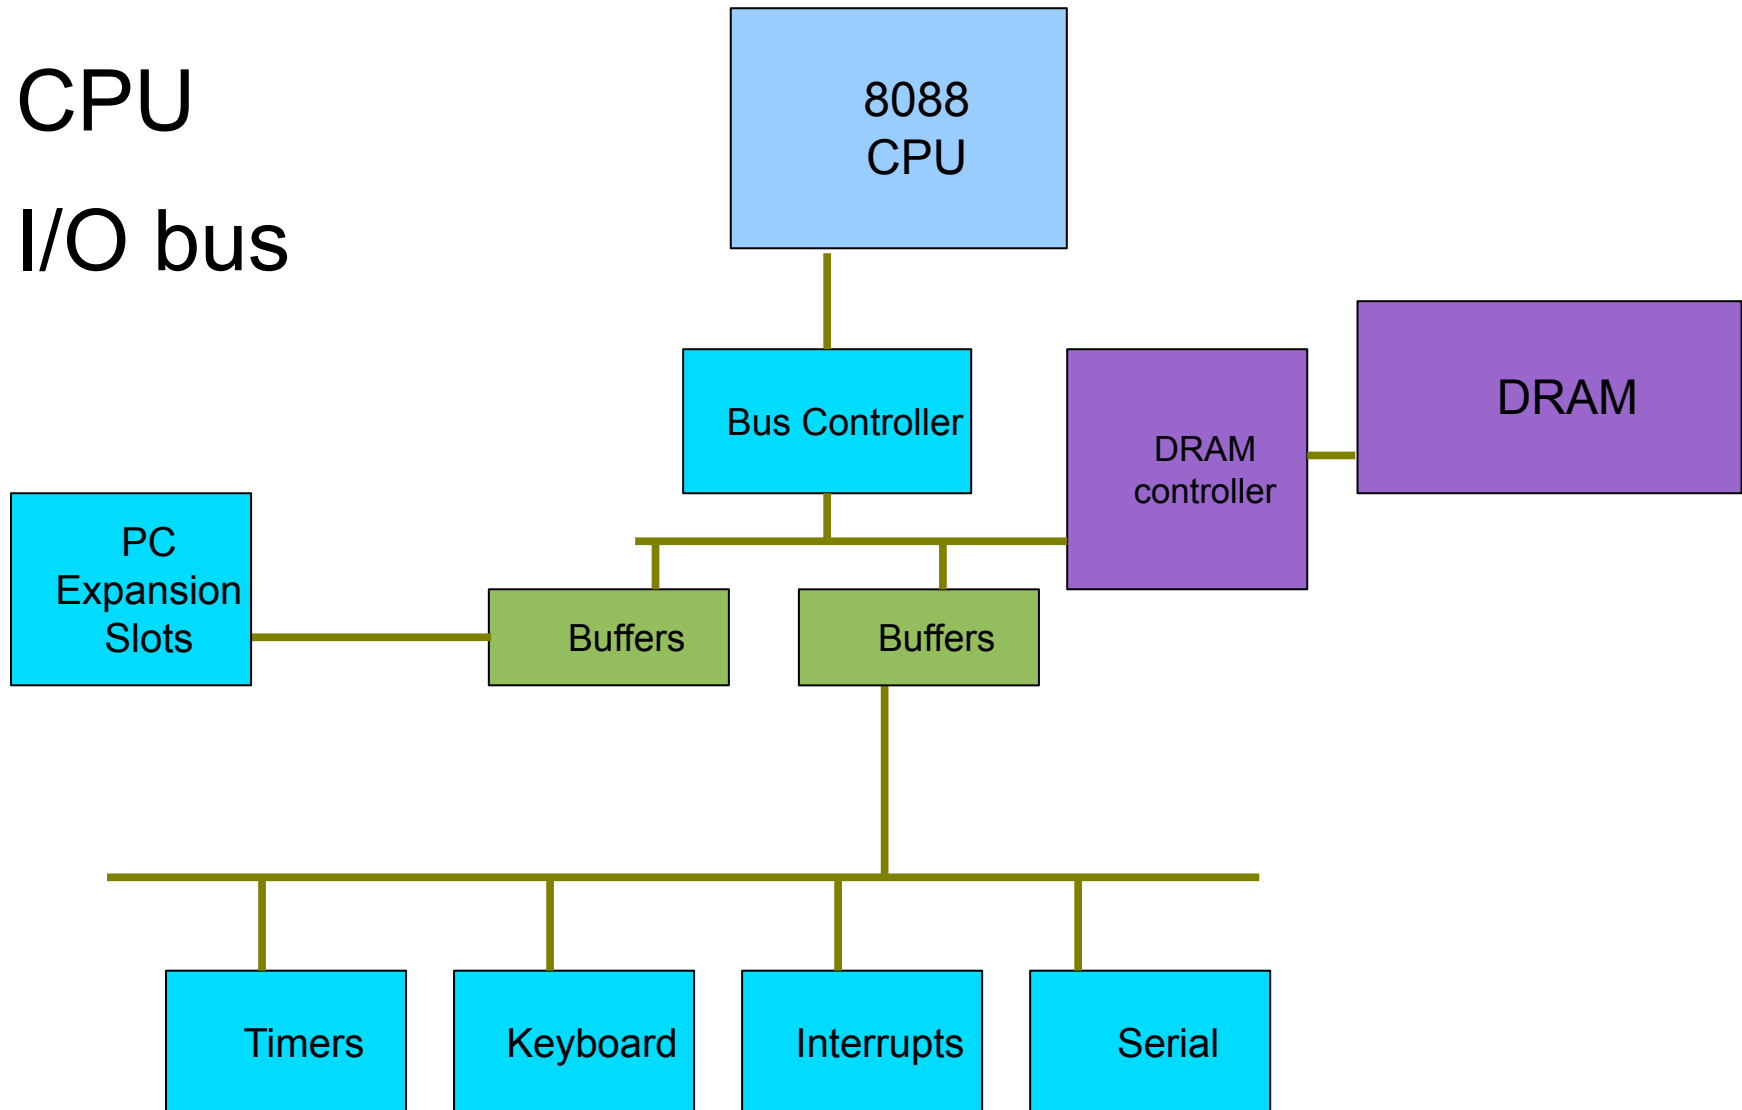 CPU
I/O bus
8088
CPU
Bus Controller
DRAM
controller
DRAM
PC
Expansion
Slots
Buffers
Buffers
Timers
Keyboard
Interrupts
Serial